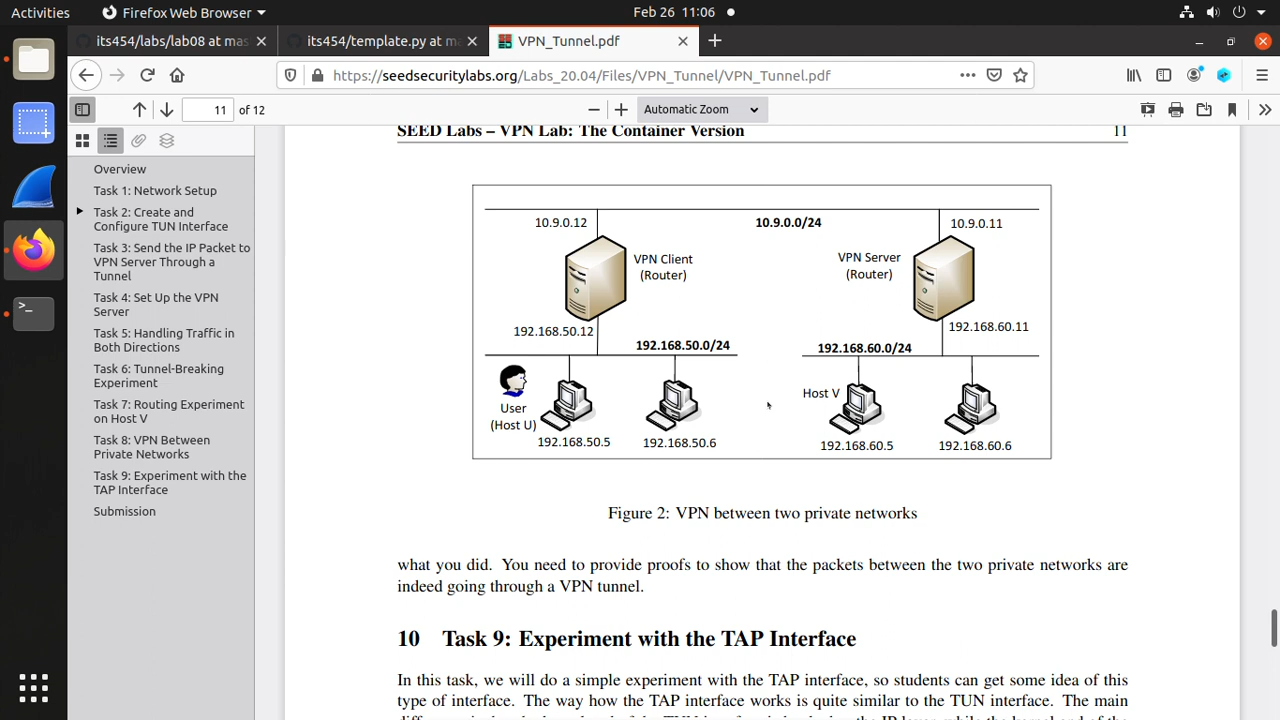 Activities
Firefox Web Browser
Feb 26 11:06
its454/labs/lab08 at mas
its454/template.py at m
VPN_Tunnel.pdf
https://seedsecuritylabs.org/Labs_20.04/Files/VPN_Tunnel/VPN_Tunnel.pdf
11 of 12
Automatic Zoom
Overview
Task 1: Network Setup
Task 2: Create and
Configure TUN Interface
Task 3: Send the IP Packet to
VPN Server Through a
Tunnel
Task 4: Set Up the VPN
Server
Task 5: Handling Traffic in
Both Directions
Task 6: Tunnel-Breaking
Experiment
Task 7: Routing Experiment
on Host V
Task 8: VPN Between
Private Networks
Task 9: Experiment with the
TAP Interface
Submission
SEED Labs – VPN Lab: The Container Version 11
10.9.0.12 10.9.0.0/24 10.9.0.11
VPN Client
(Router)
VPN Server
(Router)
192.168.50.12
192.168.60.11
192.168.50.0/24
192.168.60.0/24
User
(Host U)
Host V
192.168.50.5
192.168.50.6
192.168.60.5
192.168.60.6
Figure 2: VPN between two private networks
what you did. You need to provide proofs to show that the packets between the two private networks are
indeed going through a VPN tunnel.
10 Task 9: Experiment with the TAP Interface
In this task, we will do a simple experiment with the TAP interface, so students can get some idea of this
type of interface. The way how the TAP interface works is quite similar to the TUN interface. The main